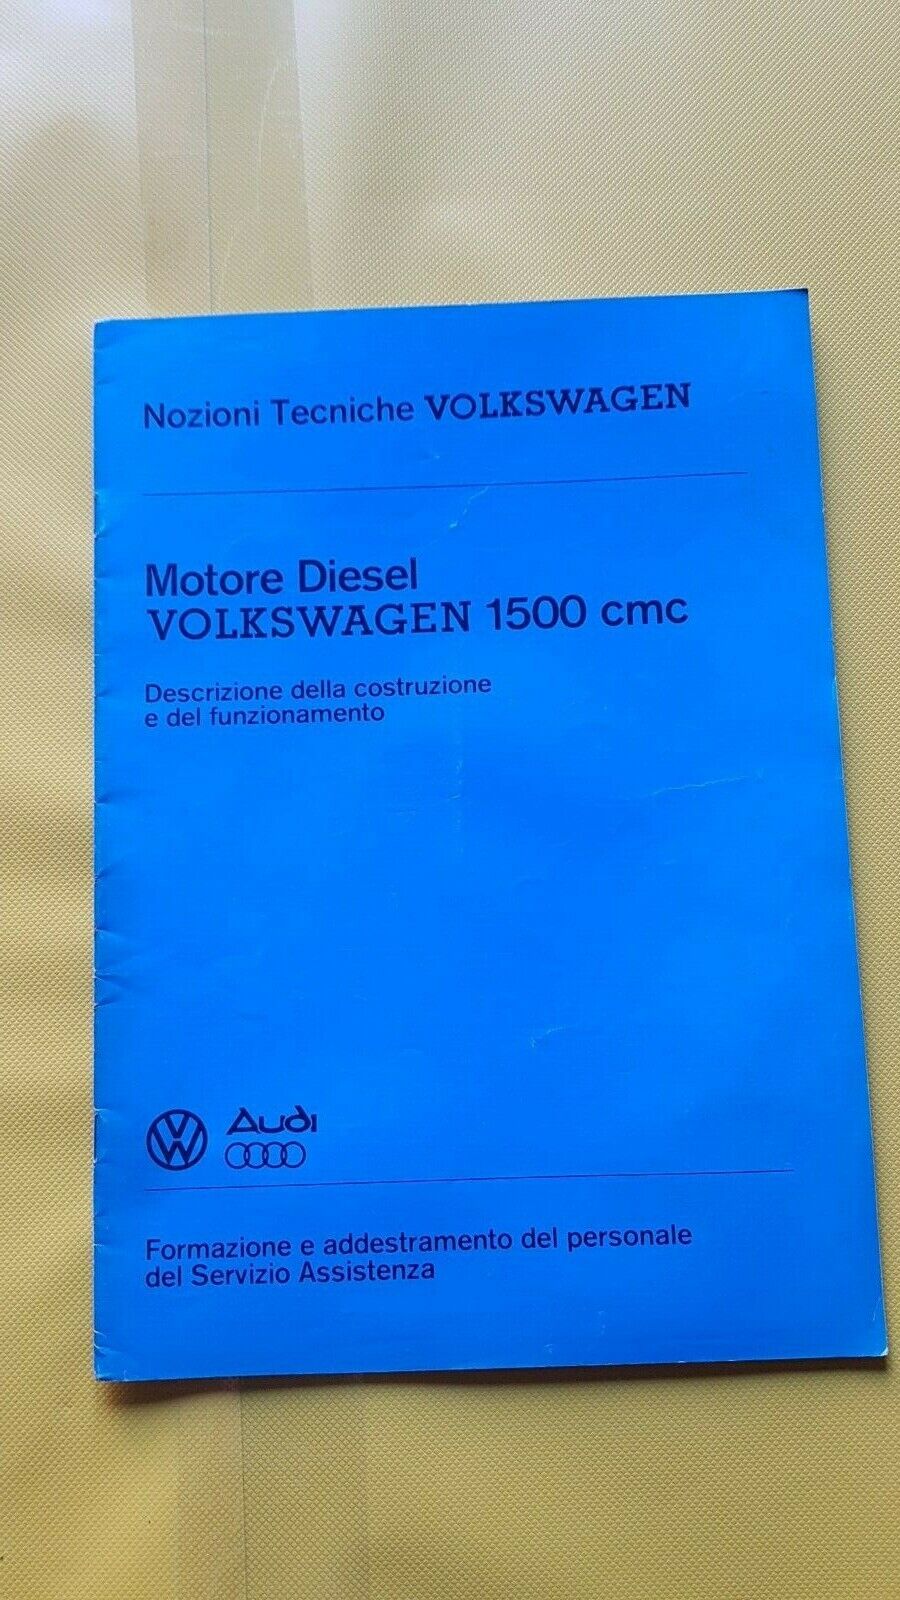 Nozioni Tecniche VOLKSWAGEN
Motore Diesel
VOLKSWAGEN 1500 cmc
Descrizione della costruzione
e del funzionamento
VW Audi
Formazione e addestramento del personale
del Servizio Assistenza